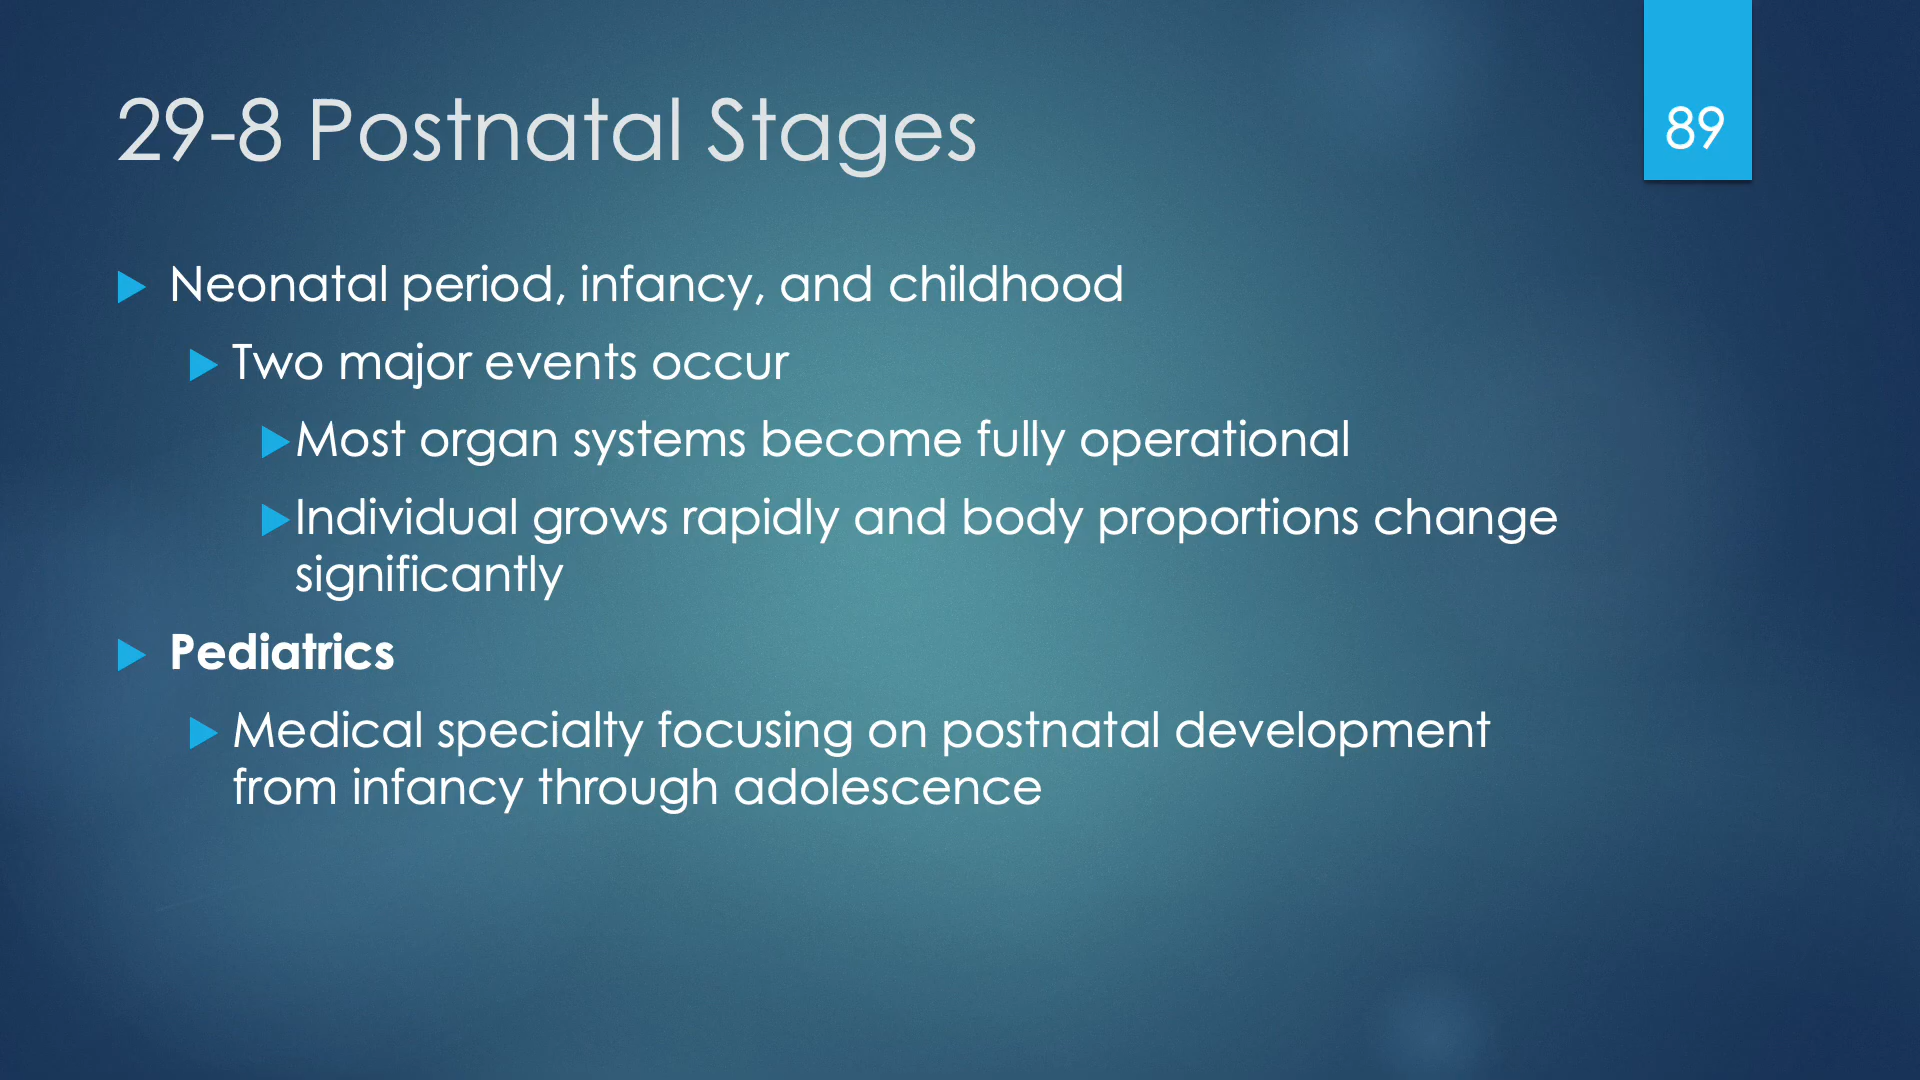 29-8 Postnatal Stages
89
Neonatal period, infancy, and childhood
Two major events occur
Most organ systems become fully operational
Individual grows rapidly and body proportions change
significantly
Pediatrics
Medical specialty focusing on postnatal development
from infancy through adolescence